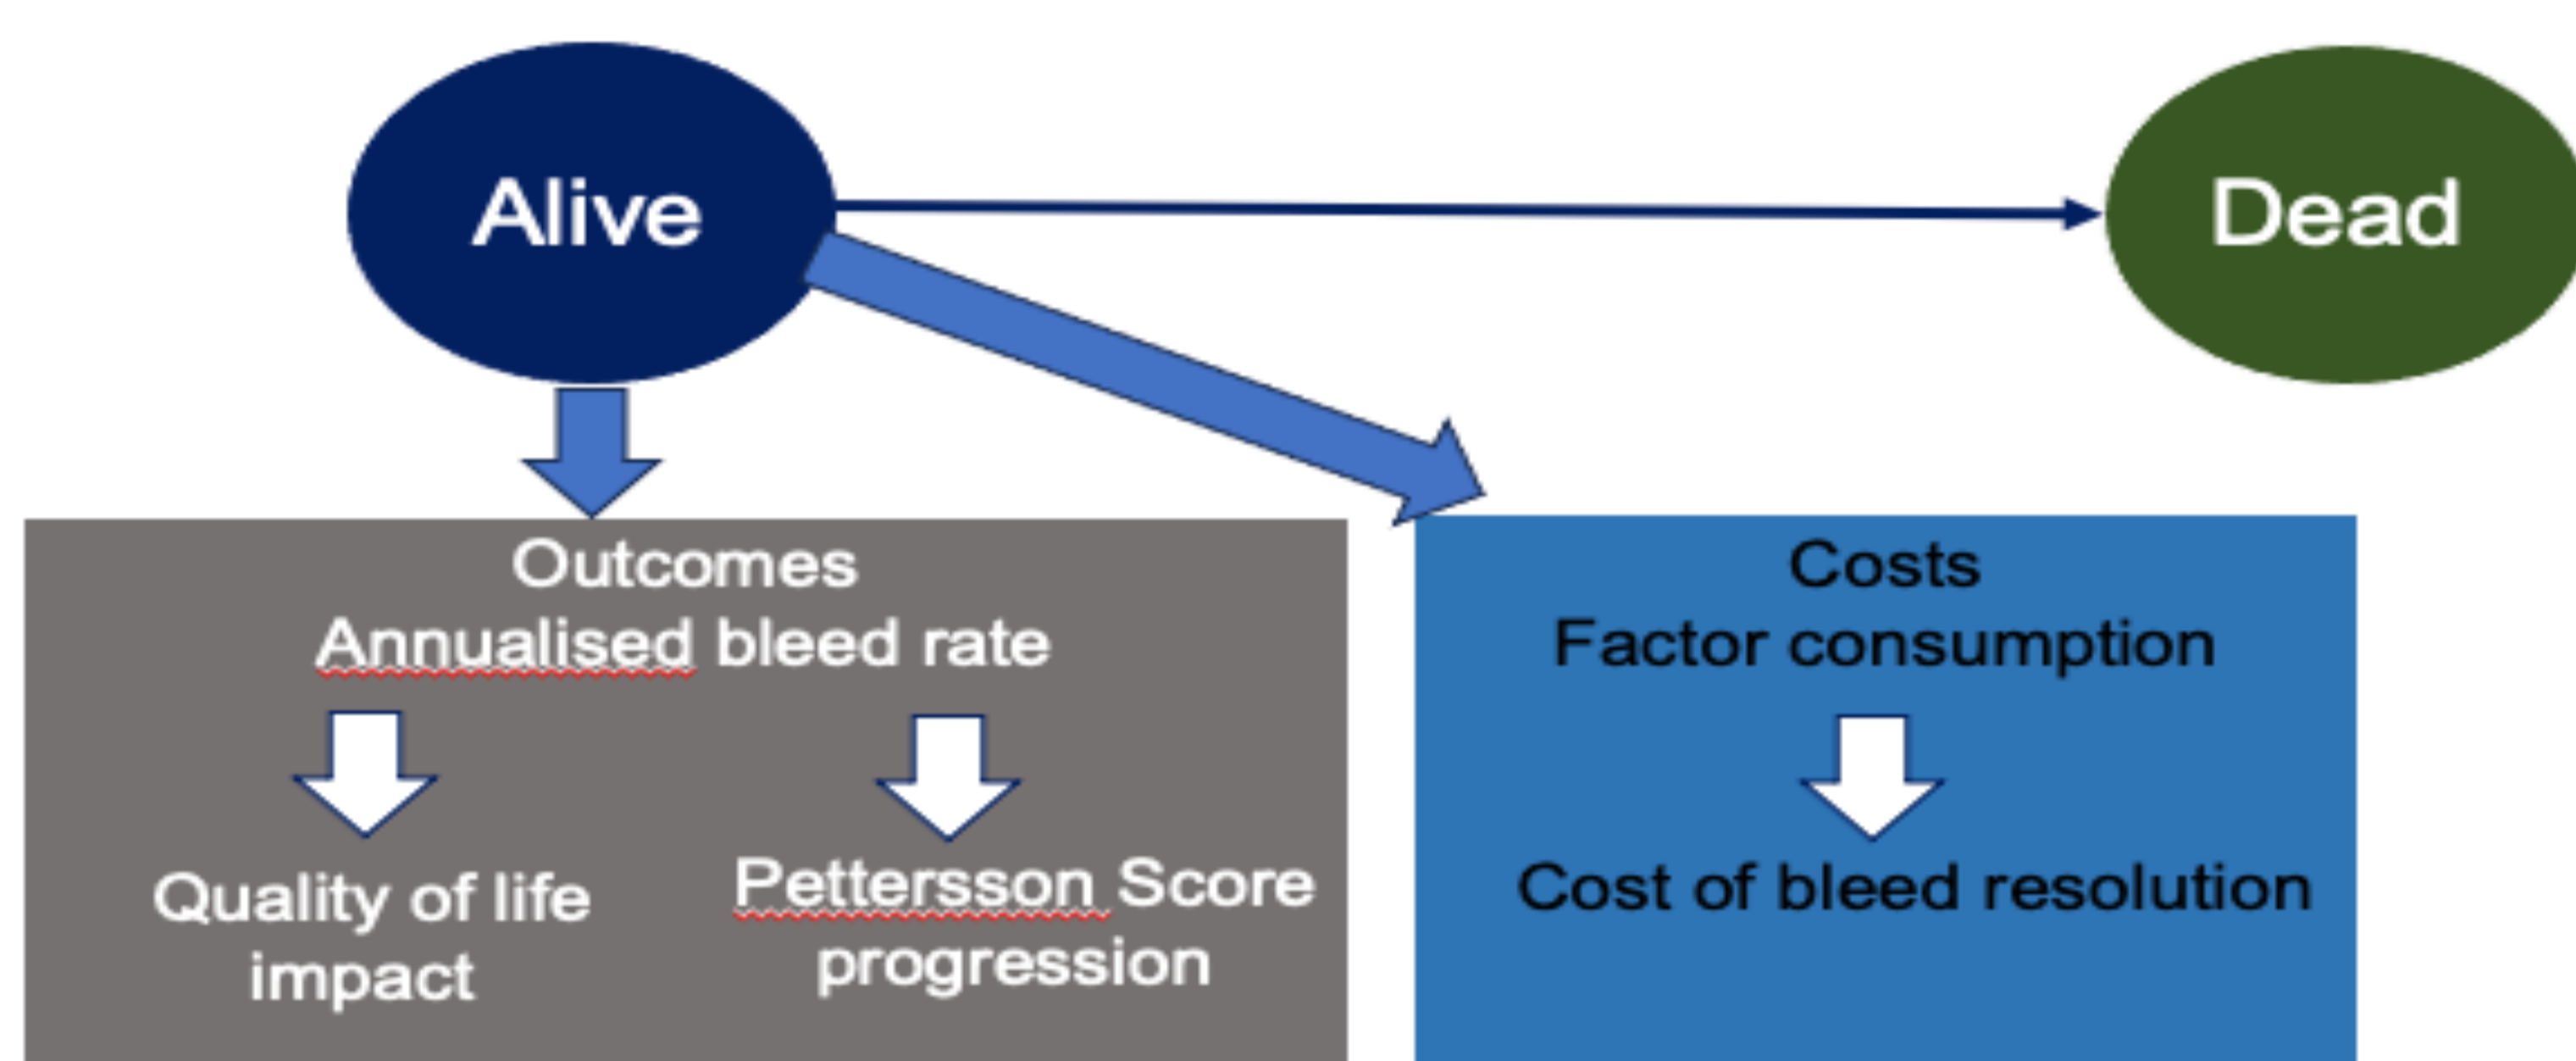 Alive
Dead
Outcomes
Annualised bleed rate
Quality of life
impact
Pettersson Score
progression
Costs
Factor consumption
Cost of bleed resolution